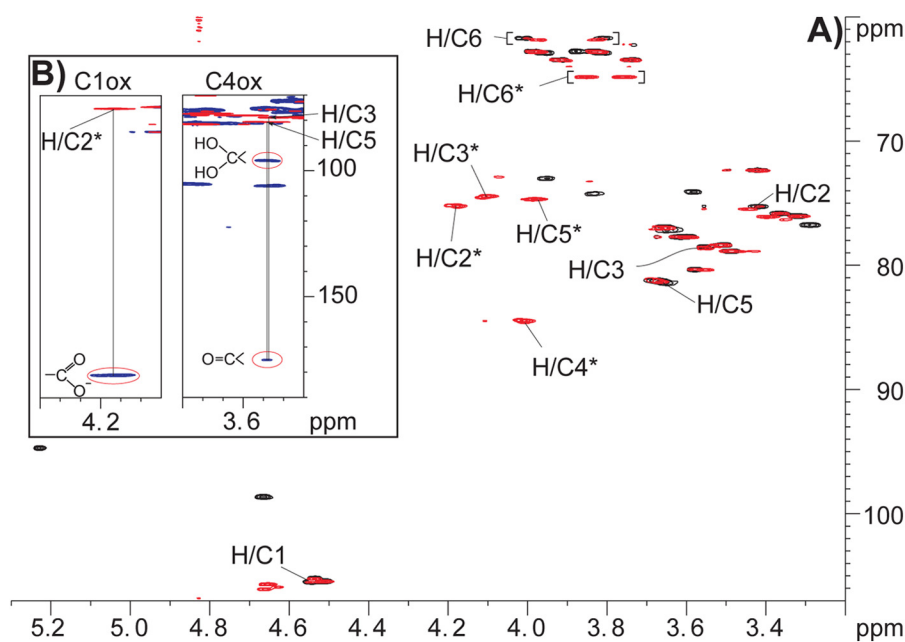 A)
ppm
H/C6
H/C6*
B)
C1ox
C4ox
H/C2*
H/C3
H/C5
HO
C<
HO
100
150
O=C<
O
C
O
-
4.2
3.6
ppm
70
80
90
100
H/C3*
H/C2*
H/C5*
H/C2
H/C3
H/C5
H/C4*
H/C1
5.2
5.0
4.8
4.6
4.4
4.2
4.0
3.8
3.6
3.4
ppm